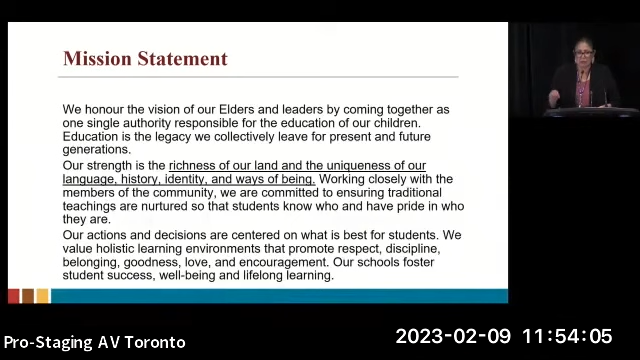 Mission Statement
We honour the vision of our Elders and leaders by coming together as
one single authority responsible for the education of our children.
Education is the legacy we collectively leave for present and future
generations.
Our strength is the richness of our land and the uniqueness of our
language, history, identity, and ways of being. Working closely with the
members of the community, we are committed to ensuring traditional
teachings are nurtured so that students know who and have pride in who
they are.
Our actions and decisions are centered on what is best for students. We
value holistic learning environments that promote respect, discipline,
belonging, goodness, love, and encouragement. Our schools foster
student success, well-being and lifelong learning.
Pro-Staging AV Toronto
2023-02-09 11:54:05